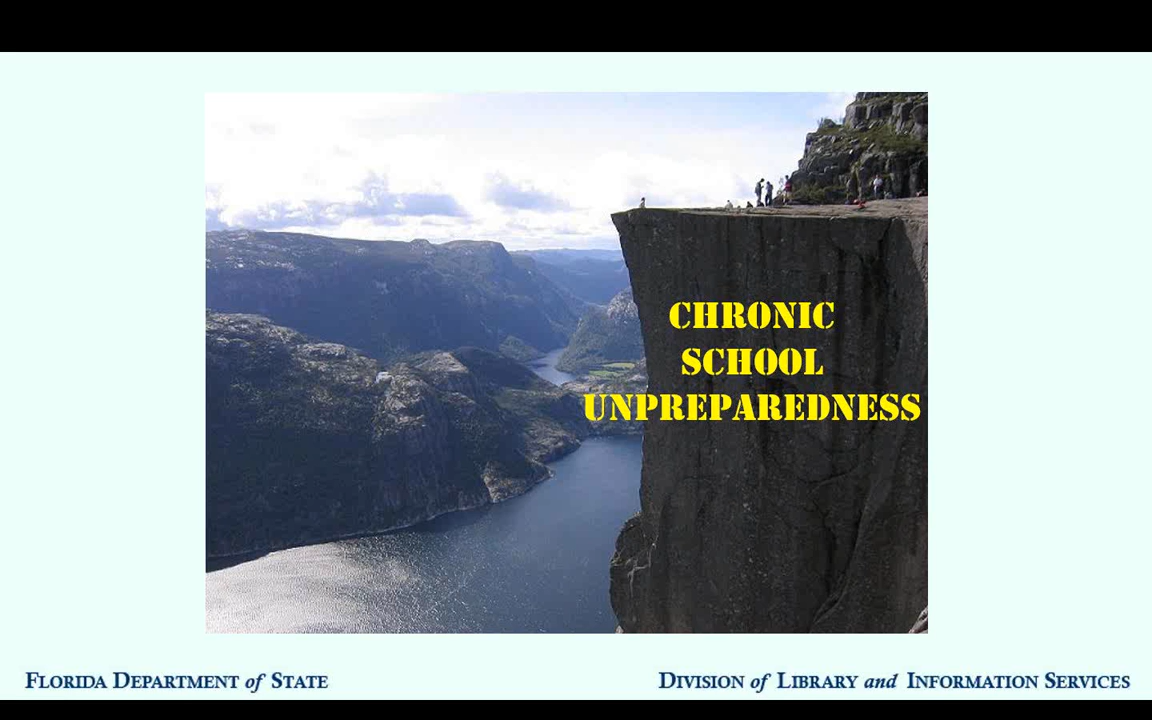 CHRONIC
SCHOOL
UNPREPAREDNESS
FLORIDA DEPARTMENT of STATE
DIVISION of LIBRARY and INFORMATION SERVICES